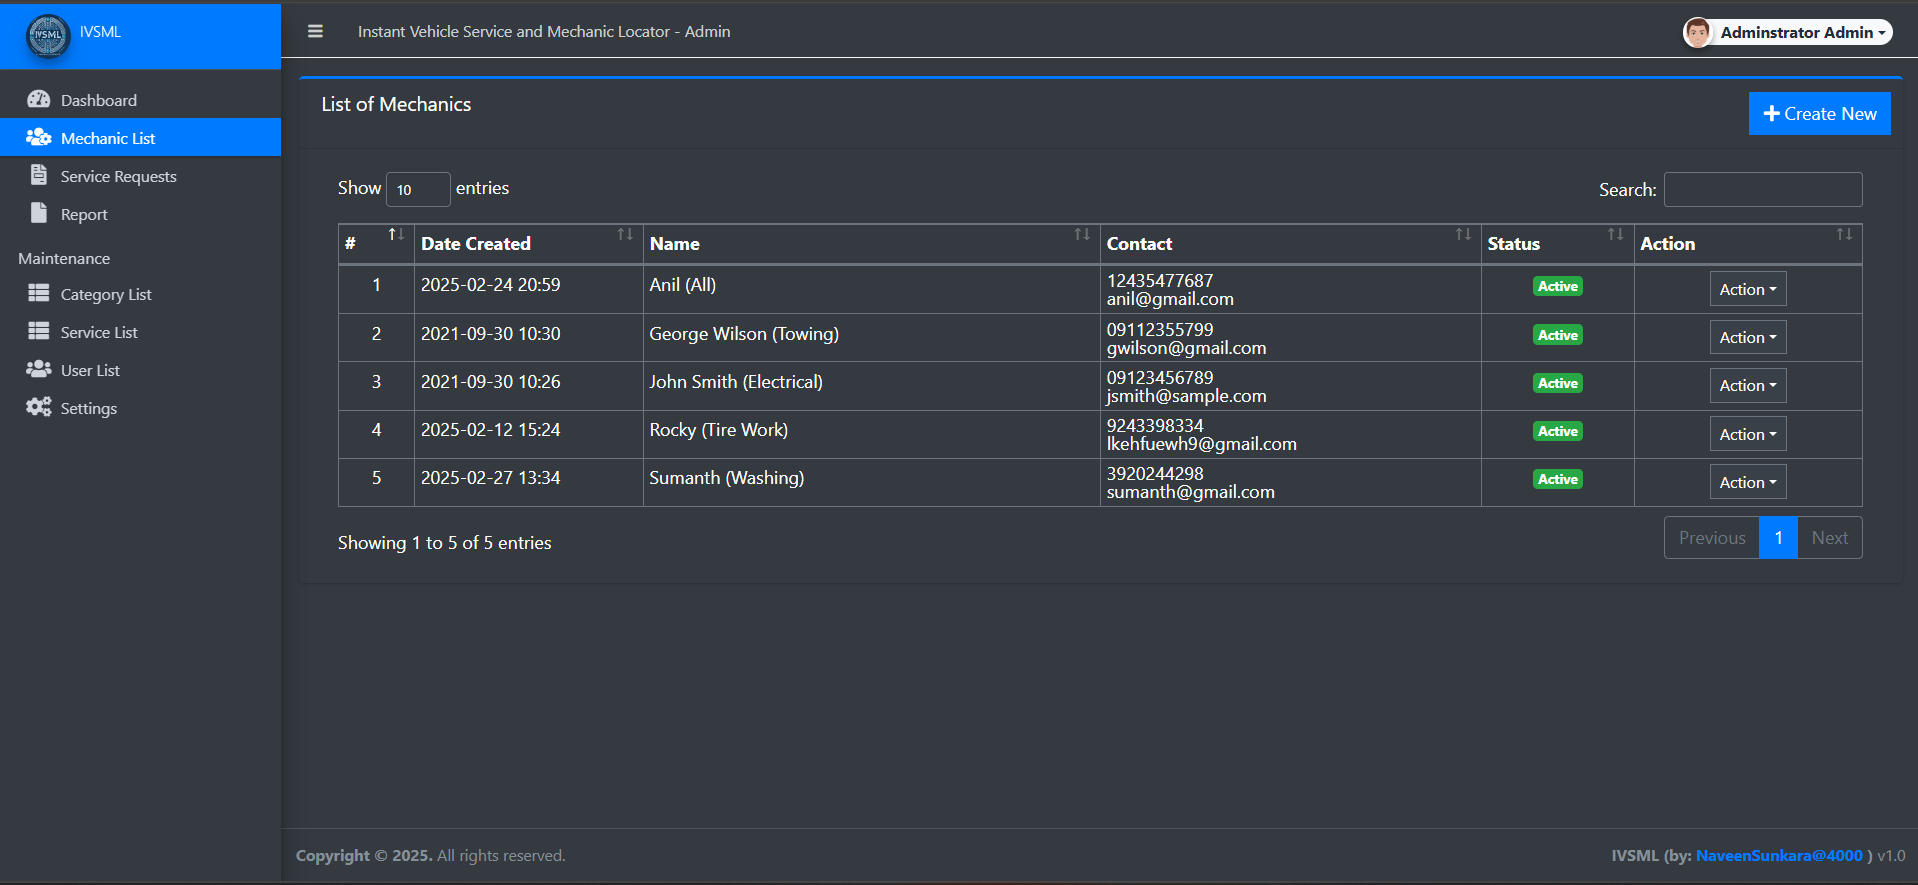 IVSML
IVSML
Instant Vehicle Service and Mechanic Locator - Admin
Adminstrator Admin
Dashboard
Mechanic List
Service Requests
Report
Maintenance
Category List
Service List
User List
Settings
List of Mechanics
Create New
Show 10 entries
Search:
# Date Created Name Contact Status Action
1 2025-02-24 20:59 Anil (All) 12435477687 Active Action
anil@gmail.com
2 2021-09-30 10:30 George Wilson (Towing) 09112355799 Active Action
gwilson@gmail.com
3 2021-09-30 10:26 John Smith (Electrical) 09123456789 Active Action
jsmith@sample.com
4 2025-02-12 15:24 Rocky (Tire Work) 9243398334 Active Action
lkehfuewh9@gmail.com
5 2025-02-27 13:34 Sumanth (Washing) 3920244298 Active Action
sumanth@gmail.com
Showing 1 to 5 of 5 entries
Previous 1 Next
Copyright © 2025. All rights reserved.
IVSML (by: NaveenSunkara@4000 ) v1.0